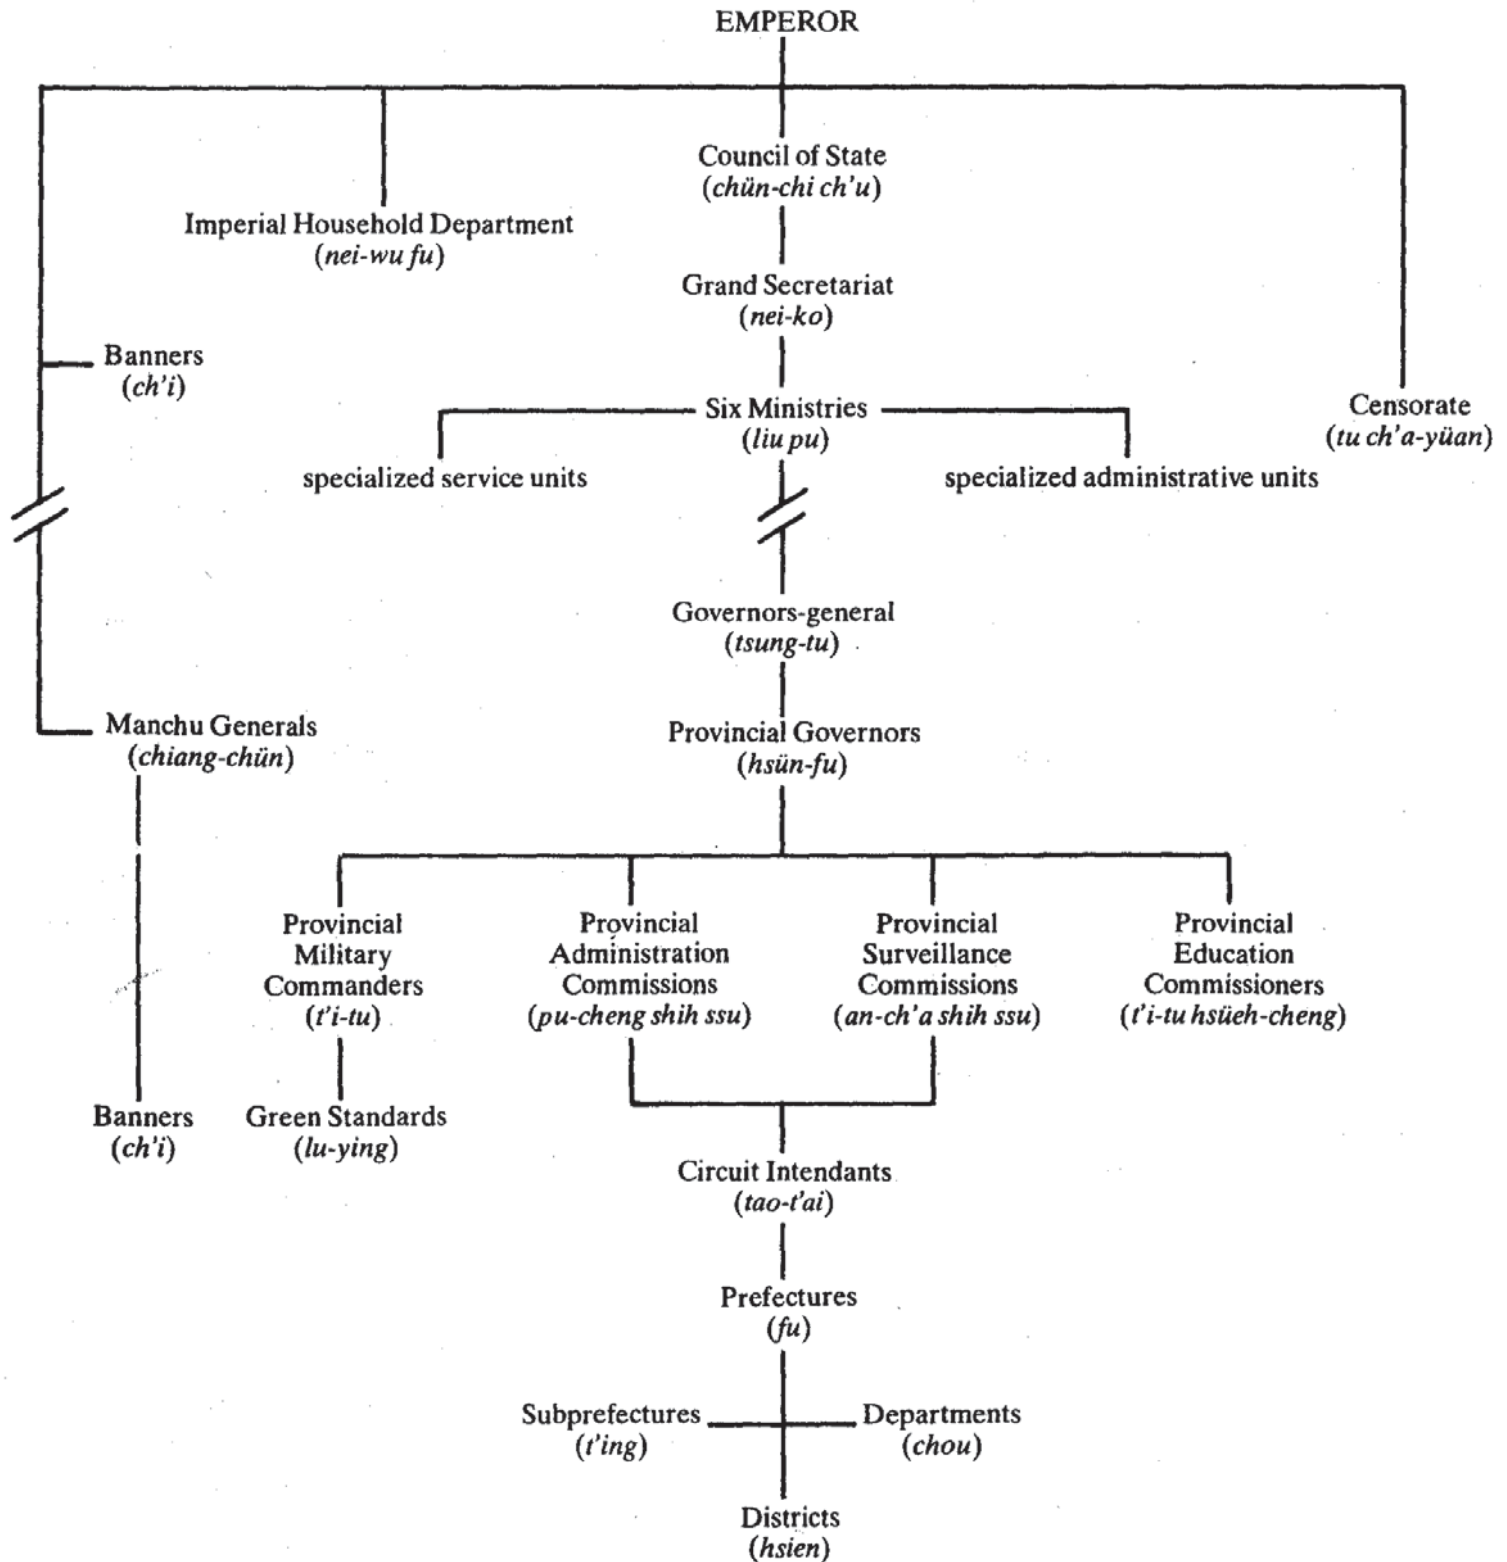 EMPEROR
Council of State
(chün-chi ch'u)
Imperial Household Department
(nei-wu fu)
Grand Secretariat
(nei-ko)
Banners
(ch'i)
Six Ministries
(liu pu)
Censorate
(tu ch'a-yüan)
specialized service units
specialized administrative units
Governors-general
(tsung-tu)
Manchu Generals
(chiang-chün)
Provincial Governors
(hsün-fu)
Provincial
Military
Commanders
(t'i-tu)
Provincial
Administration
Commissions
(pu-cheng shih ssu)
Provincial
Surveillance
Commissions
(an-ch'a shih ssu)
Provincial
Education
Commissioners
(t'i-tu hsüeh-cheng)
Banners
(ch'i)
Green Standards
(lu-ying)
Circuit Intendants
(tao-t'ai)
Prefectures
(fu)
Subprefectures
(t'ing)
Departments
(chou)
Districts
(hsien)